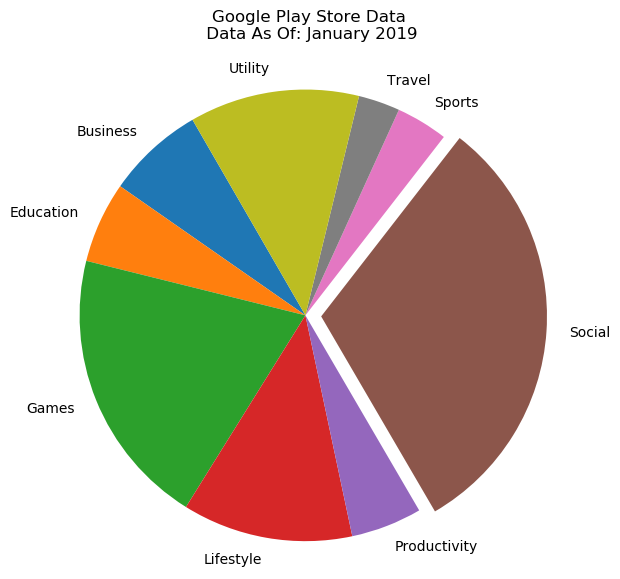 Google Play Store Data
Data As Of: January 2019
Utility
Travel
Sports
Business
Education
Social
Games
Productivity
Lifestyle